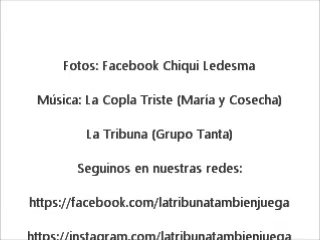 Fotos: Facebook Chiqui Ledesma
Música: La Copla Triste (Maria y Cosecha)
La Tribuna (Grupo Tanta)
Seguinos en nuestras redes:
https://facebook.com/latribunatambienjuega
https://instagram.com/latribunatambienjuega